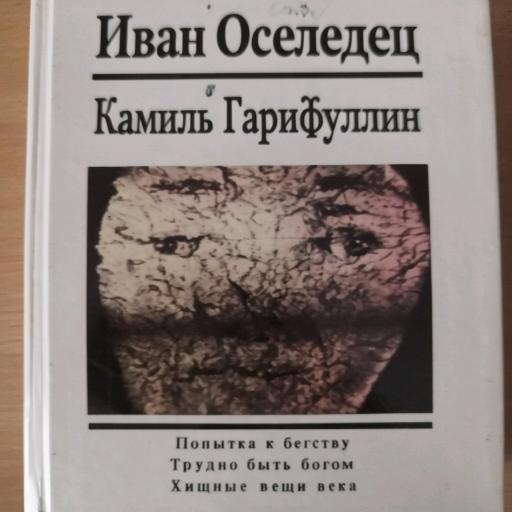 Иван Оселедец
Камиль Гарифуллин
Попытка к бегству
Трудно быть богом
Хищные вещи века